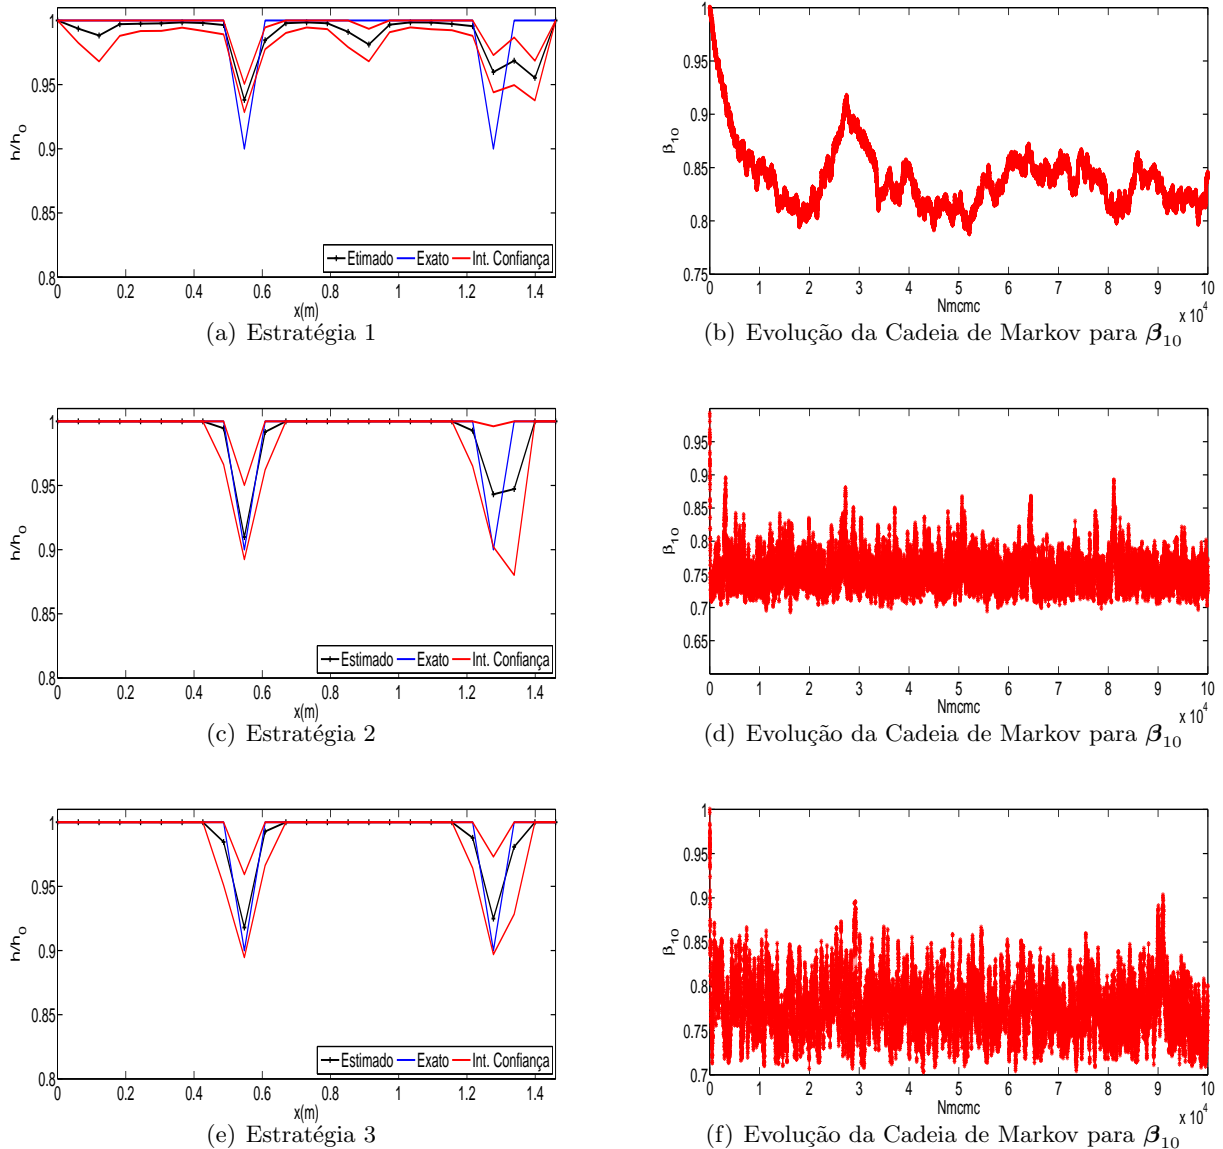 1
0.95
0.9
0.85
0.8
h/h0
0 0.2 0.4 0.6 0.8 1 1.2 1.4
x(m)
Etimado Exato Int. Confiança
(a) Estratégia 1
1
0.95
0.9
0.85
0.8
0.75
β10
0 1 2 3 4 5 6 7 8 9 10
Nmcmc
x 10^4
(b) Evolução da Cadeia de Markov para β10
1
0.95
0.9
0.85
0.8
h/h0
0 0.2 0.4 0.6 0.8 1 1.2 1.4
x(m)
Estimado Exato Int. Confiança
(c) Estratégia 2
0.95
0.9
0.85
0.8
0.75
0.7
0.65
β10
0 1 2 3 4 5 6 7 8 9 10
Nmcmc
x 10^4
(d) Evolução da Cadeia de Markov para β10
1
0.95
0.9
0.85
0.8
h/h0
0 0.2 0.4 0.6 0.8 1 1.2 1.4
x(m)
Estimado Exato Int. Confiança
(e) Estratégia 3
1
0.95
0.9
0.85
0.8
0.75
0.7
β10
0 1 2 3 4 5 6 7 8 9 10
Nmcmc
x 10^4
(f) Evolução da Cadeia de Markov para β10